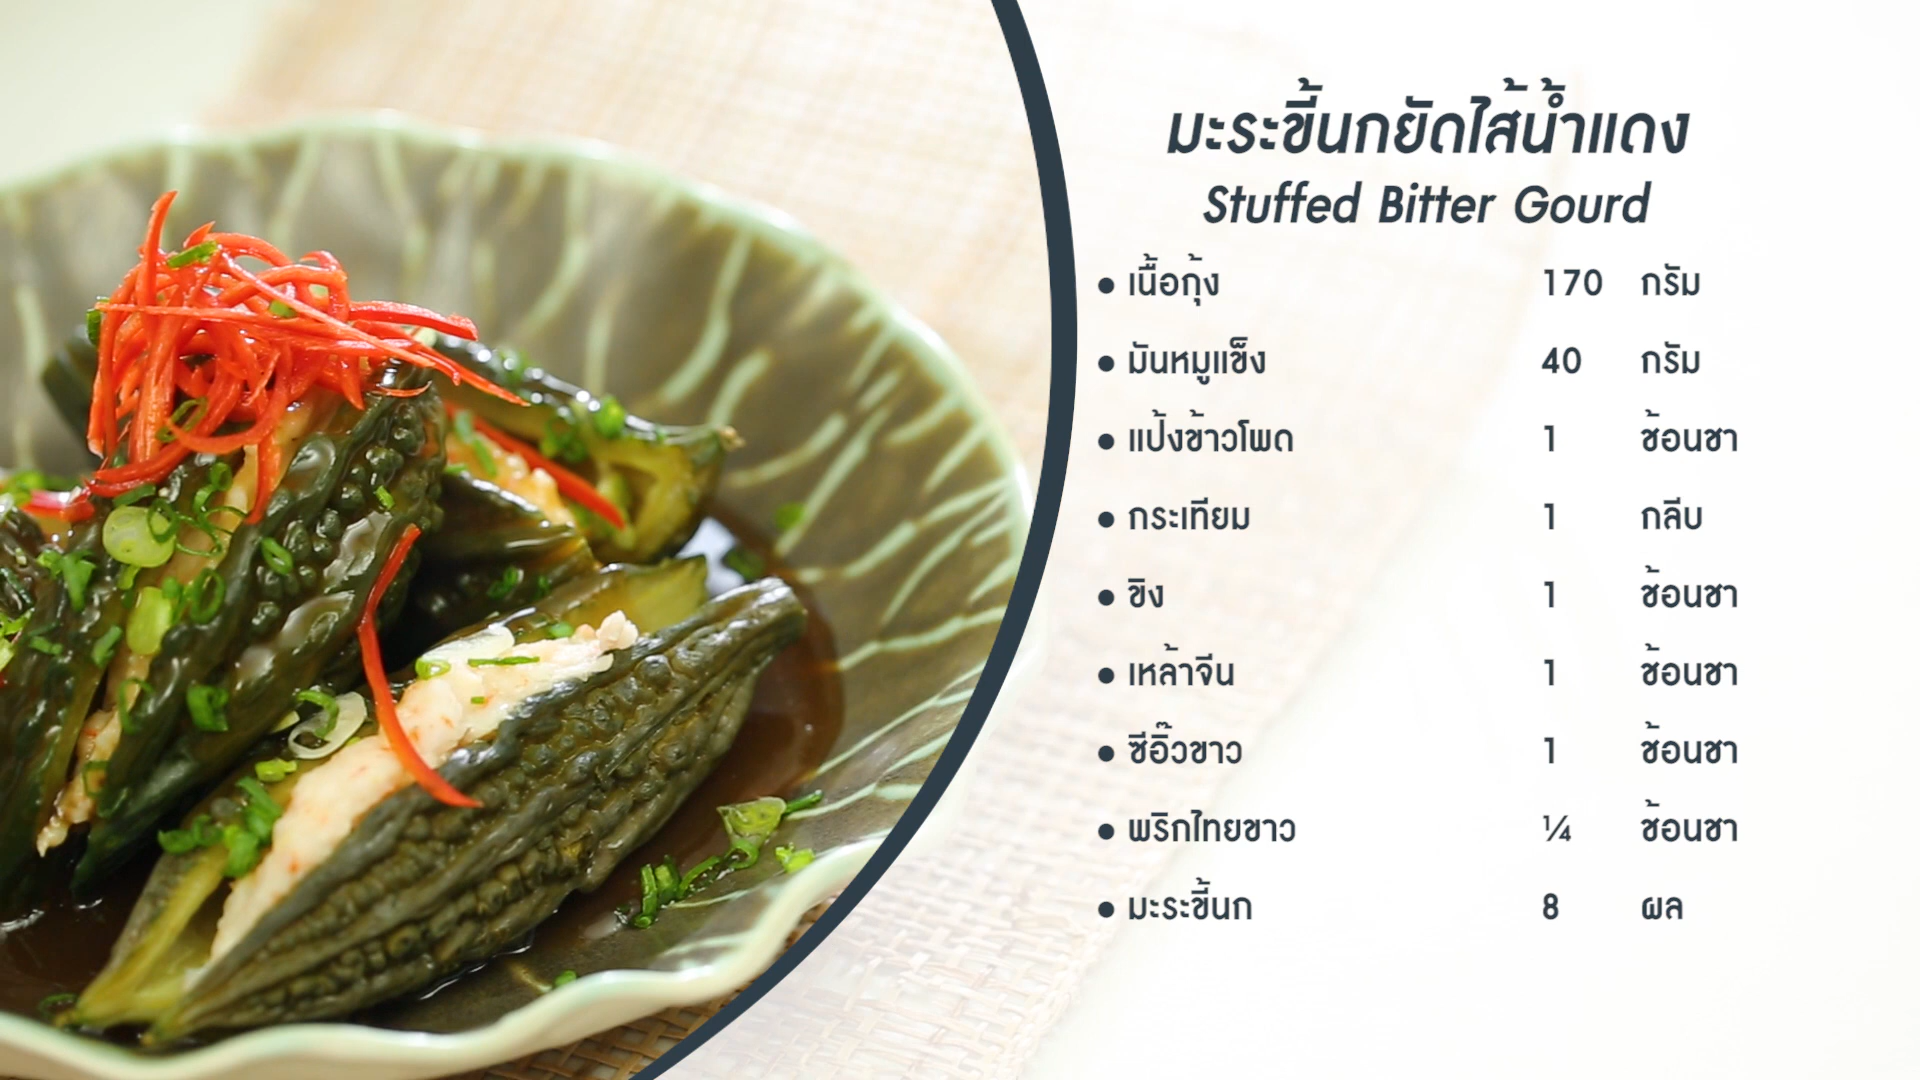 มะระขี้นกยัดไส้น้ำแดง
Stuffed Bitter Gourd
• เนื้อกุ้ง 170 กรัม
• มันหมูแข็ง 40 กรัม
• แป้งข้าวโพด 1 ช้อนชา
• กระเทียม 1 กลีบ
• ขิง 1 ช้อนชา
• เหล้าจีน 1 ช้อนชา
• ซีอิ๊วขาว 1 ช้อนชา
• พริกไทยขาว ¼ ช้อนชา
• มะระขี้นก 8 ผล